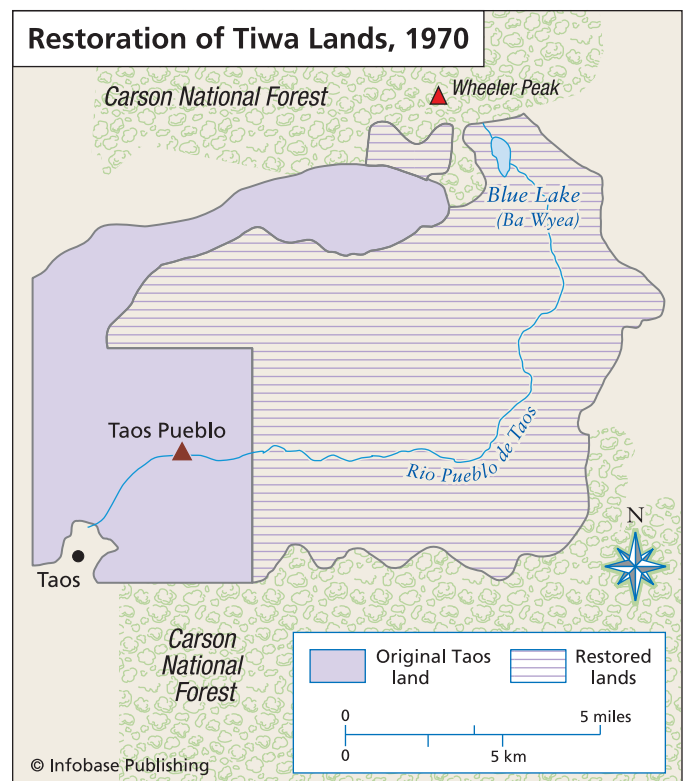 Restoration of Tiwa Lands, 1970
Carson National Forest
Wheeler Peak
Blue Lake
(Ba Wyea)
Taos Pueblo
Rio Pueblo de Taos
N
Taos
Carson
National
Forest
Original Taos
land
Restored
lands
0
5 miles
0
5 km
© Infobase Publishing